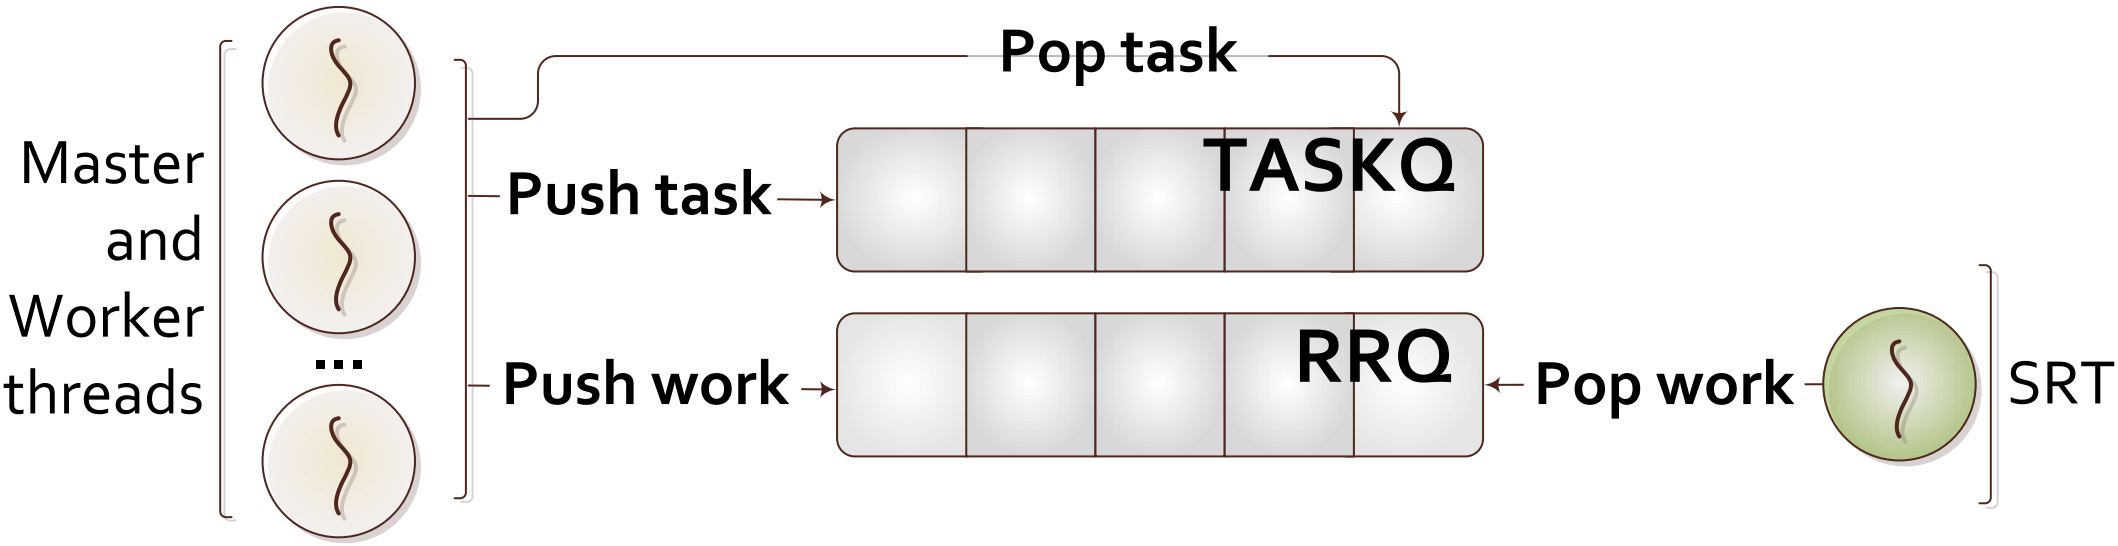 Pop task
Master
and
Worker
threads
Push task
TASKQ
...
Push work
RRQ
Pop work
SRT